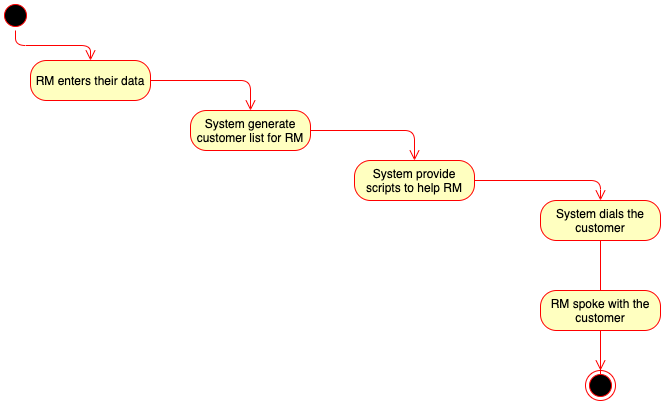 RM enters their data
System generate
customer list for RM
System provide
scripts to help RM
System dials the
customer
RM spoke with the
customer